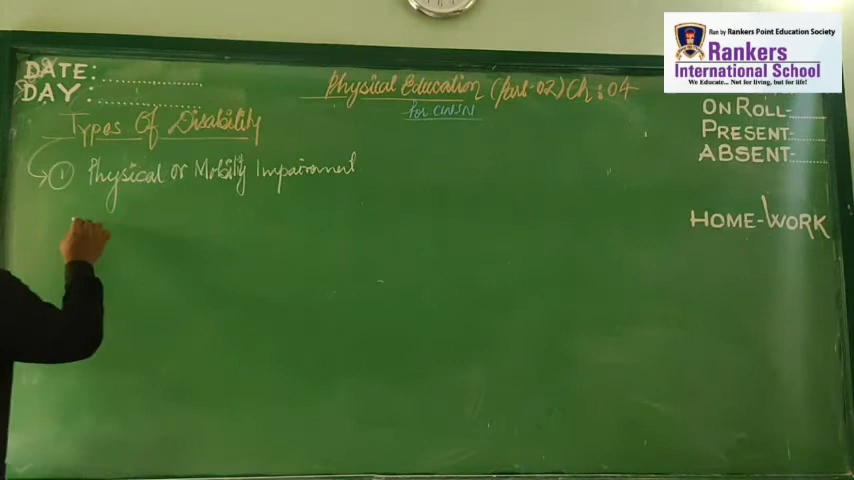 Run by Rankers Point Education Society
Rankers
International School
We Educate... Not for living, but for life!
DATE:..................
DAY:..................
Physical Education (Part-02) Ch:04
for CWSN
ON ROLL-......
PRESENT-......
ABSENT-......
Types Of Disability
① Physical or Mobility Impairment
HOME-WORK